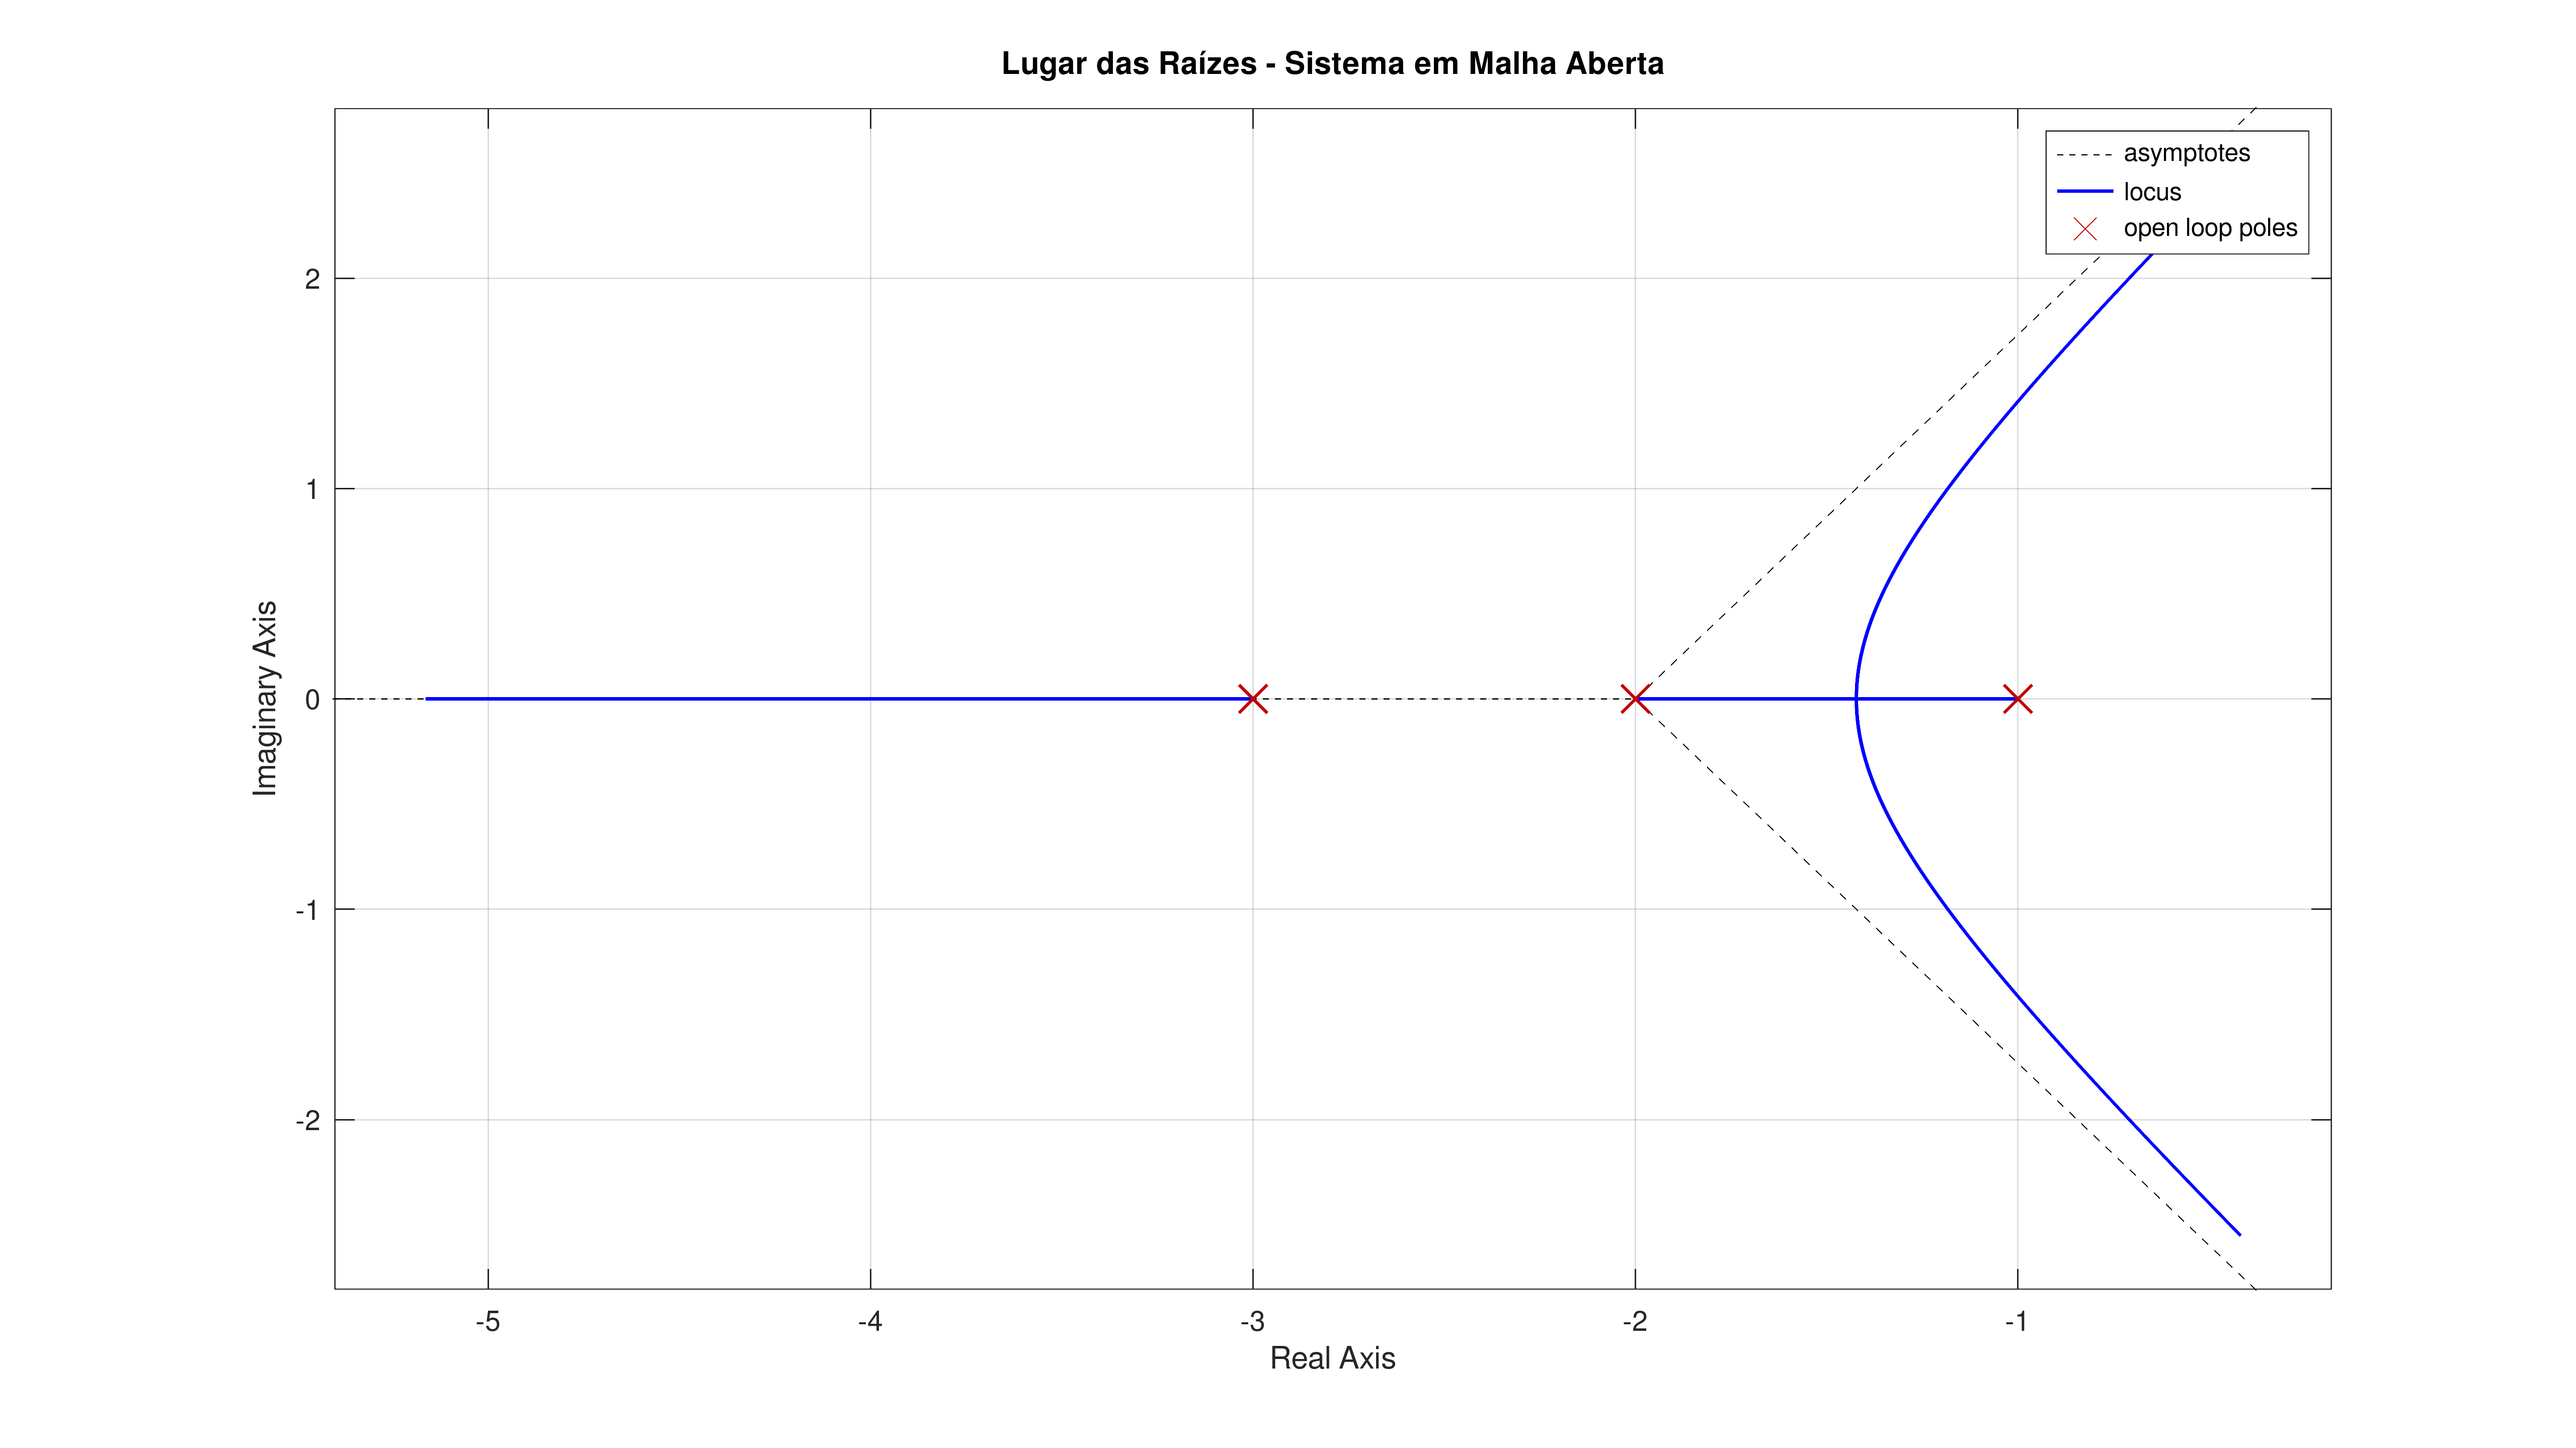 Lugar das Raízes - Sistema em Malha Aberta
asymptotes
locus
open loop poles
2
1
0
-1
-2
Imaginary Axis
-5
-4
-3
-2
-1
Real Axis